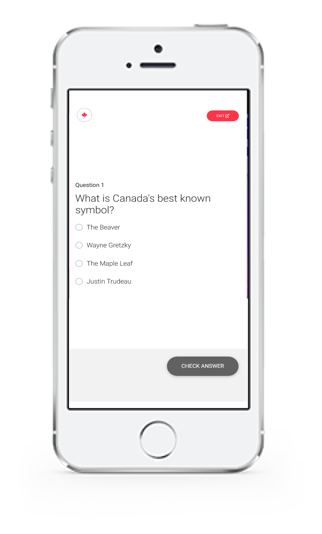 EXIT
Question 1
What is Canada's best known
symbol?
The Beaver
Wayne Gretzky
The Maple Leaf
Justin Trudeau
CHECK ANSWER